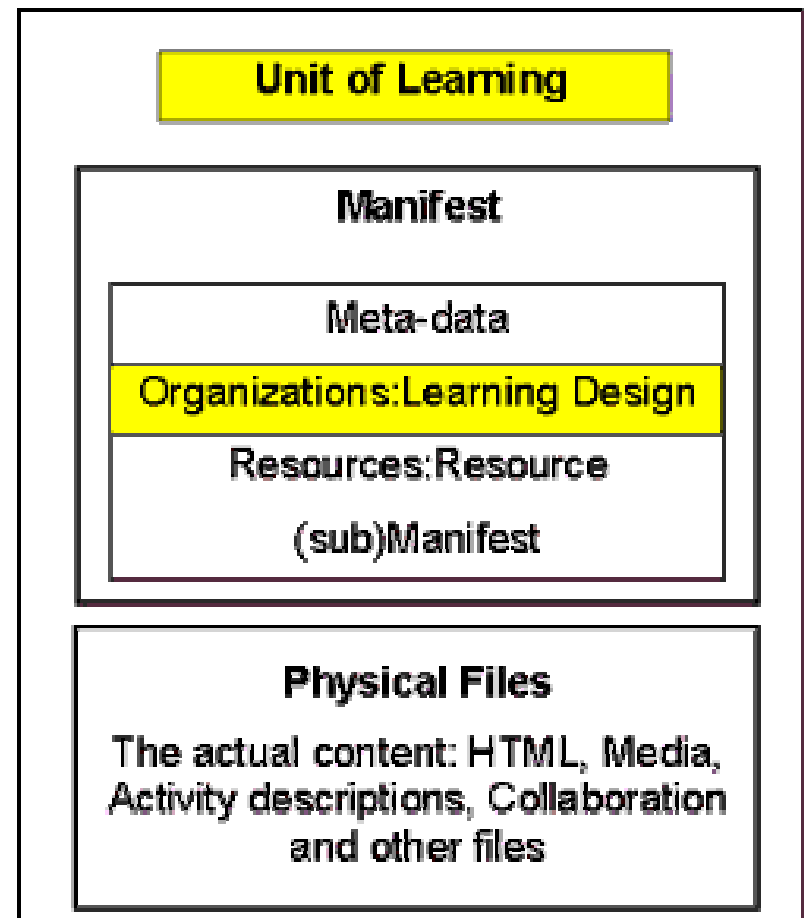 Unit of Learning
Manifest
Meta-data
Organizations:Learning Design
Resources:Resource
(sub)Manifest
Physical Files
The actual content: HTML, Media,
Activity descriptions, Collaboration
and other files